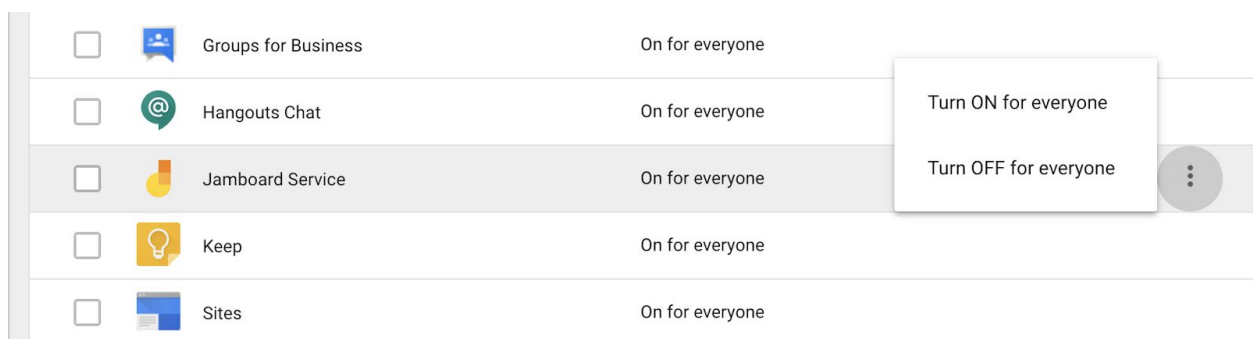 Groups for Business On for everyone
Hangouts Chat On for everyone
Turn ON for everyone
Jamboard Service On for everyone
Turn OFF for everyone
Keep On for everyone
Sites On for everyone